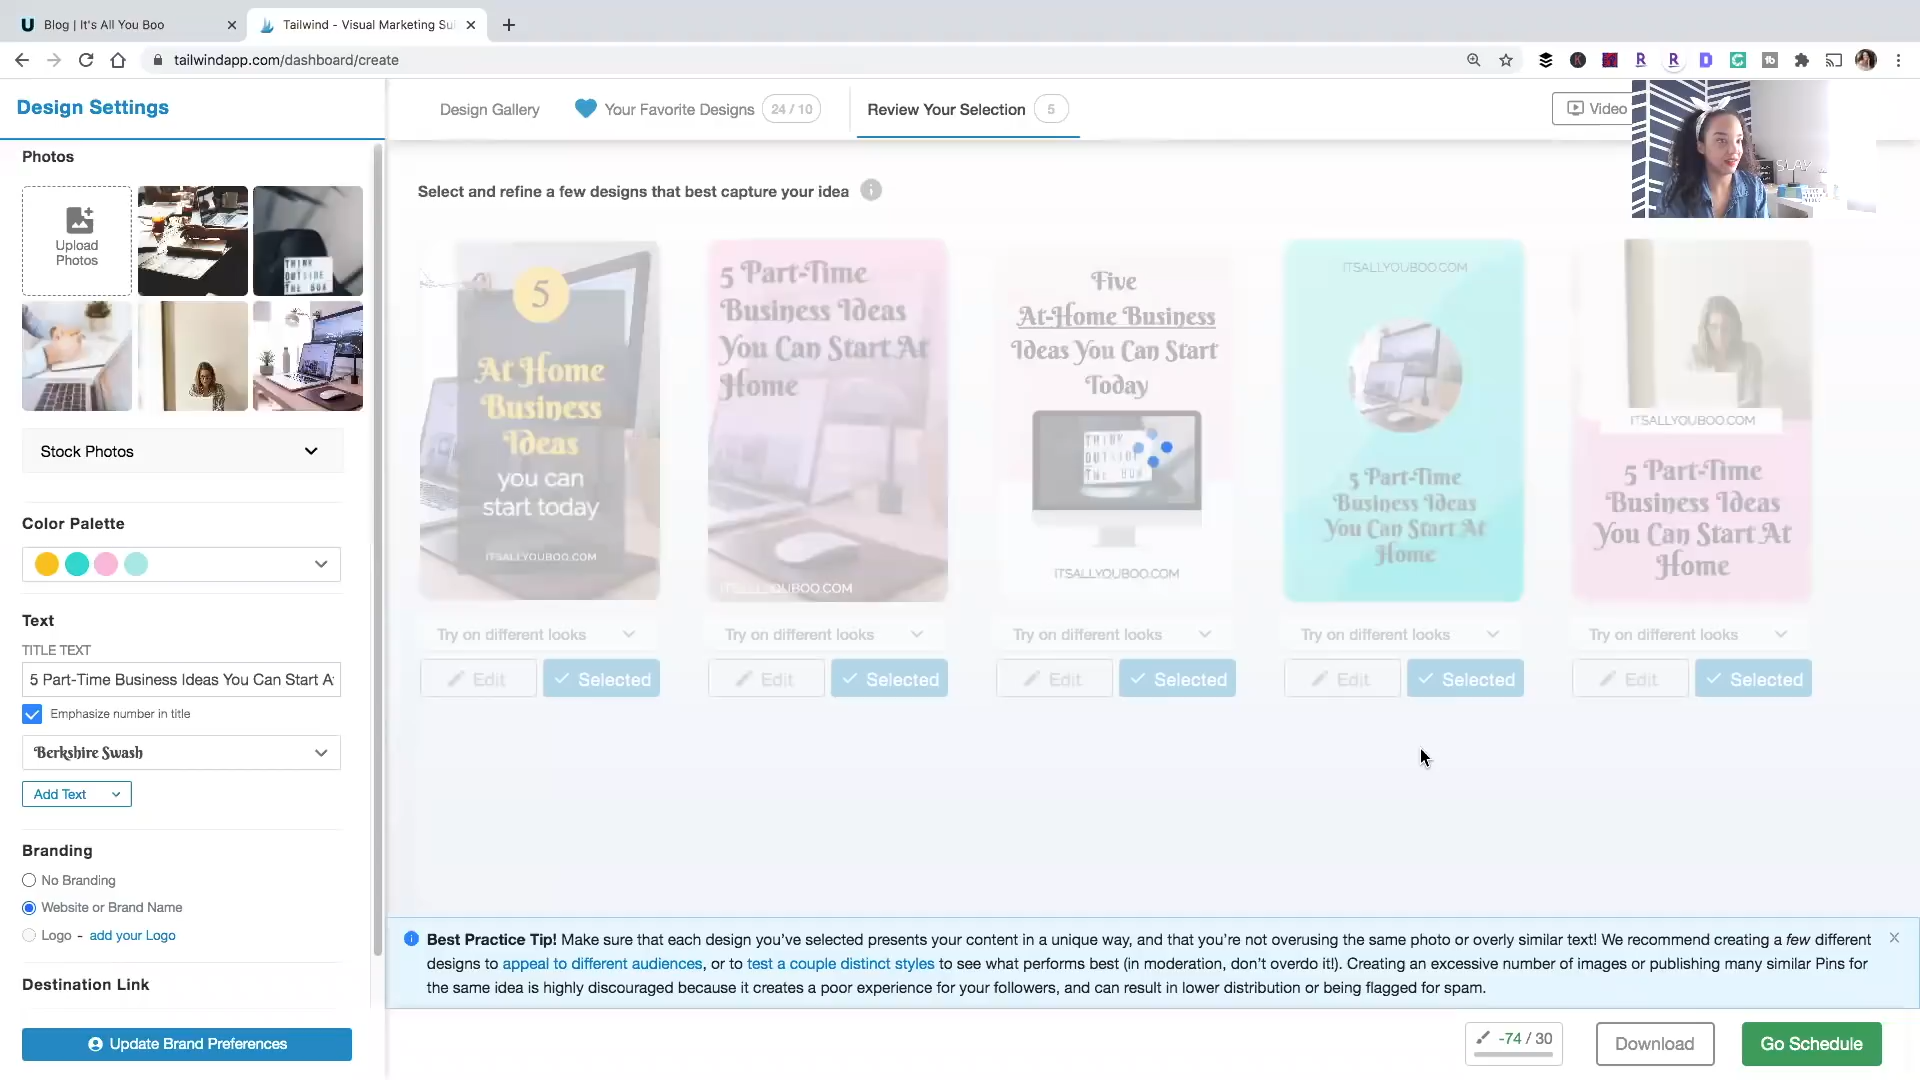 Blog | It's All You Boo
Tailwind - Visual Marketing Su
tailwindapp.com/dashboard/create
Design Settings
Design Gallery
Your Favorite Designs
24 / 10
Review Your Selection
5
Video
Photos
Upload
Photos
THINK
OUTSIDE
THE BOX
Stock Photos
Color Palette
Text
TITLE TEXT
5 Part-Time Business Ideas You Can Start A
Emphasize number in title
Berkshire Swash
Add Text
Branding
No Branding
Website or Brand Name
Logo - add your Logo
Destination Link
Update Brand Preferences
Select and refine a few designs that best capture your idea
5
At Home
Business
Ideas
you can
start today
ITSALLYOUBOO.COM
5 Part-Time
Business Ideas
You Can Start At
Home
ITSALLYOUBOO.COM
Five
At-Home Business
Ideas You Can Start
Today
THINK
OUTSIDE
THE BOX
ITSALLYOUBOO.COM
ITSALLYOUBOO.COM
5 Part-Time
Business Ideas
You Can Start At
Home
ITSALLYOUBOO.COM
5 Part-Time
Business Ideas
You Can Start At
Home
Try on different looks
Try on different looks
Try on different looks
Try on different looks
Try on different looks
Edit
Selected
Edit
Selected
Edit
Selected
Edit
Selected
Edit
Selected
Best Practice Tip! Make sure that each design you've selected presents your content in a unique way, and that you're not overusing the same photo or overly similar text! We recommend creating a few different
designs to appeal to different audiences, or to test a couple distinct styles to see what performs best (in moderation, don't overdo it!). Creating an excessive number of images or publishing many similar Pins for
the same idea is highly discouraged because it creates a poor experience for your followers, and can result in lower distribution or being flagged for spam.
-74 / 30
Download
Go Schedule